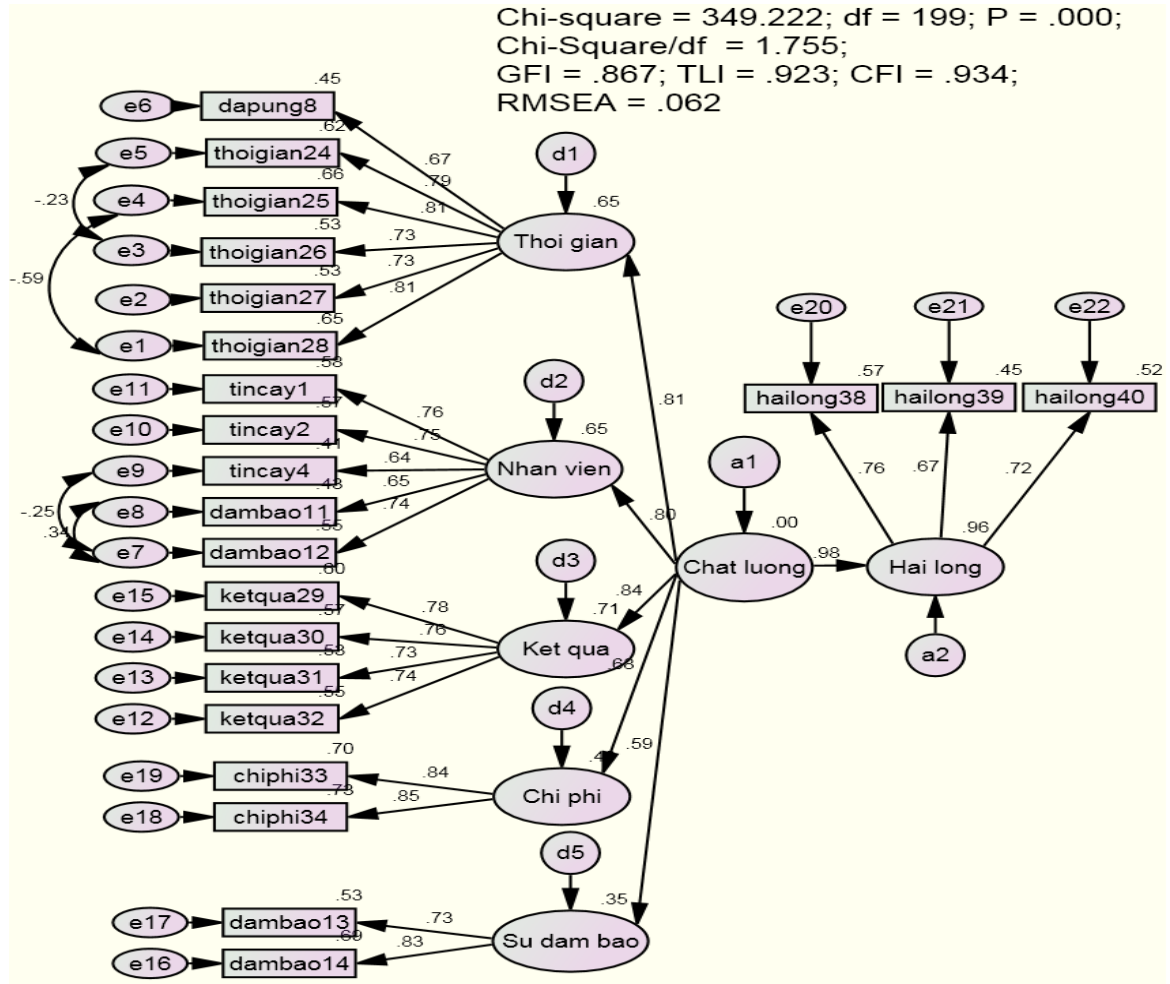 Chi-square = 349.222; df = 199; P = .000;
Chi-Square/df = 1.755;
GFI = .867; TLI = .923; CFI = .934;
RMSEA = .062
.45
e6 dapung8
.62
e5 thoigian24
.66
e4 thoigian25
.53
e3 thoigian26
.53
e2 thoigian27
.65
e1 thoigian28
-.23
-.59
.67
.79
.81
.73
.73
.81
d1
.65
Thoi gian
.58
e11 tincay1
.57
e10 tincay2
.41
e9 tincay4
e8 dambao11
.55
e7 dambao12
-.25
.34
.76
.75
.64
.65
.74
d2
.65
Nhan vien
.60
e15 ketqua29
.57
e14 ketqua30
.53
e13 ketqua31
.55
e12 ketqua32
.78
.76
.73
.74
d3
.71
Ket qua
.70
e19 chiphi33
.73
e18 chiphi34
.84
.85
d4
Chi phi
.53
e17 dambao13
.69
e16 dambao14
.73
.83
d5
.35
Su dam bao
.81
.80
.84
.68
.59
a1
.00
Chat luong
.98
.96
Hai long
a2
.76
.67
.72
e20 e21 e22
.57 .45 .52
hailong38 hailong39 hailong40